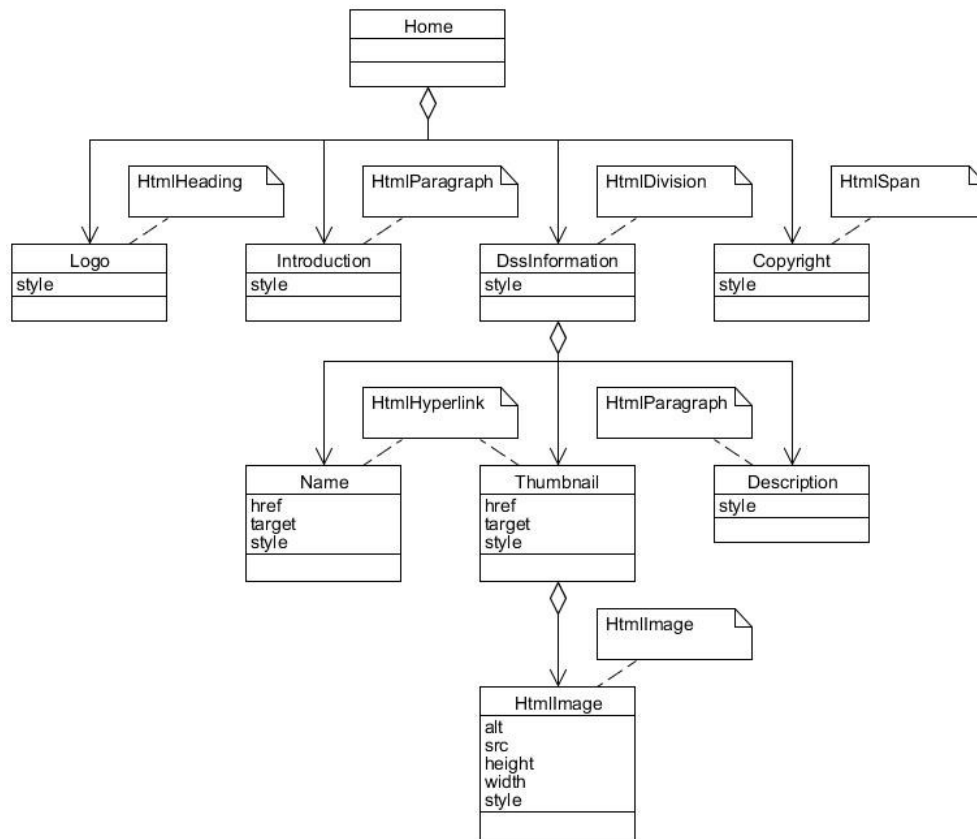 Home
HtmlHeading
HtmlParagraph
HtmlDivision
HtmlSpan
Logo
style
Introduction
style
DssInformation
style
Copyright
style
HtmlHyperlink
HtmlParagraph
Name
href
target
style
Thumbnail
href
target
style
Description
style
HtmlImage
HtmlImage
alt
src
height
width
style